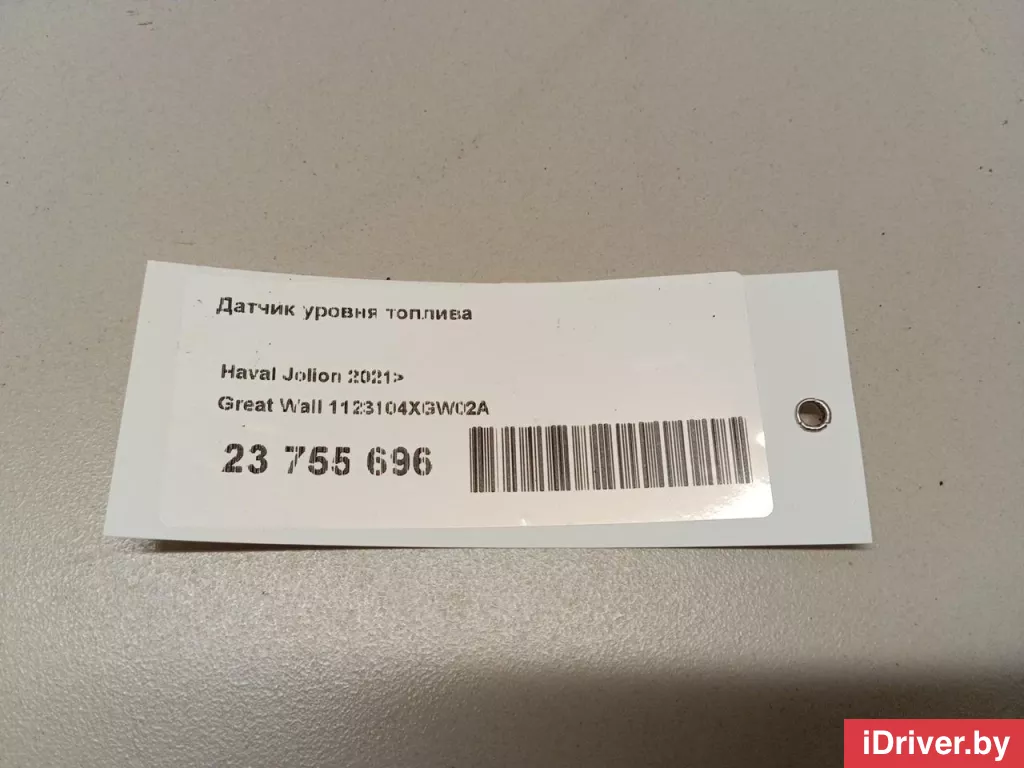 Датчик уровня топлива
Haval Jolion 2021>
Great Wall 1123104XGW02A
23 755 696
iDriver.by